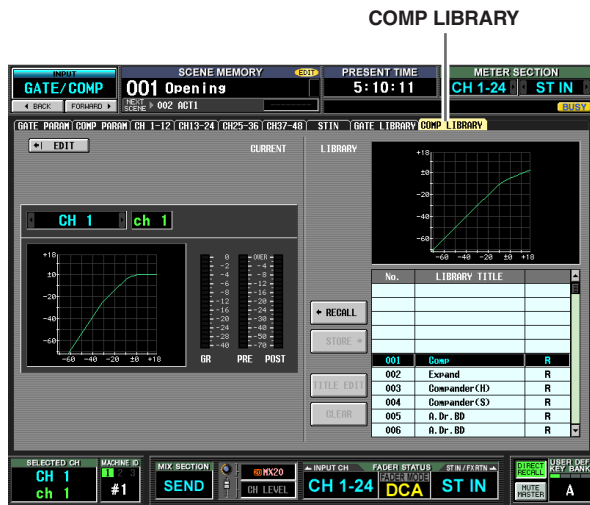 COMP LIBRARY
INPUT
GATE/COMP
BACK FORWARD
SCENE MEMORY EDIT
001 Opening
NEXT SCENE 002 ACT1
PRESENT TIME
5:10:11
METER SECTION
CH 1-24 ST IN
BUSY
GATE PARAM COMP PARAM CH 1-12 CH13-24 CH25-36 CH37-48 STIN GATE LIBRARY COMP LIBRARY
EDIT
CURRENT
CH 1 ch 1
+18
±0
-20
-40
-60
-60 -40 -20 ±0 +18
0 OVER
-2 -4
-4 -8
-6 -12
-8 -16
-12 -20
-16 -24
-20 -26
-24 -30
-28 -50
-40 -70
GR PRE POST
LIBRARY
+18
±0
-20
-40
-60
-60 -40 -20 ±0 +18
RECALL
STORE
TITLE EDIT
CLEAR
No. LIBRARY TITLE
001 Comp R
002 Expand R
003 Compander(H) R
004 Compander(S) R
005 A.Dr.BD R
006 A.Dr.BD R
SELECTED CH
CH 1
ch 1
MACHINE ID
1 2 3
#1
MIX SECTION
SEND
MX20
CH LEVEL
INPUT CH FADER STATUS STIN/FXRTN
CH 1-24
FADER MODE
DCA
ST IN
DIRECT RECALL
MUTE MASTER
USER DEF
KEY BANK
A